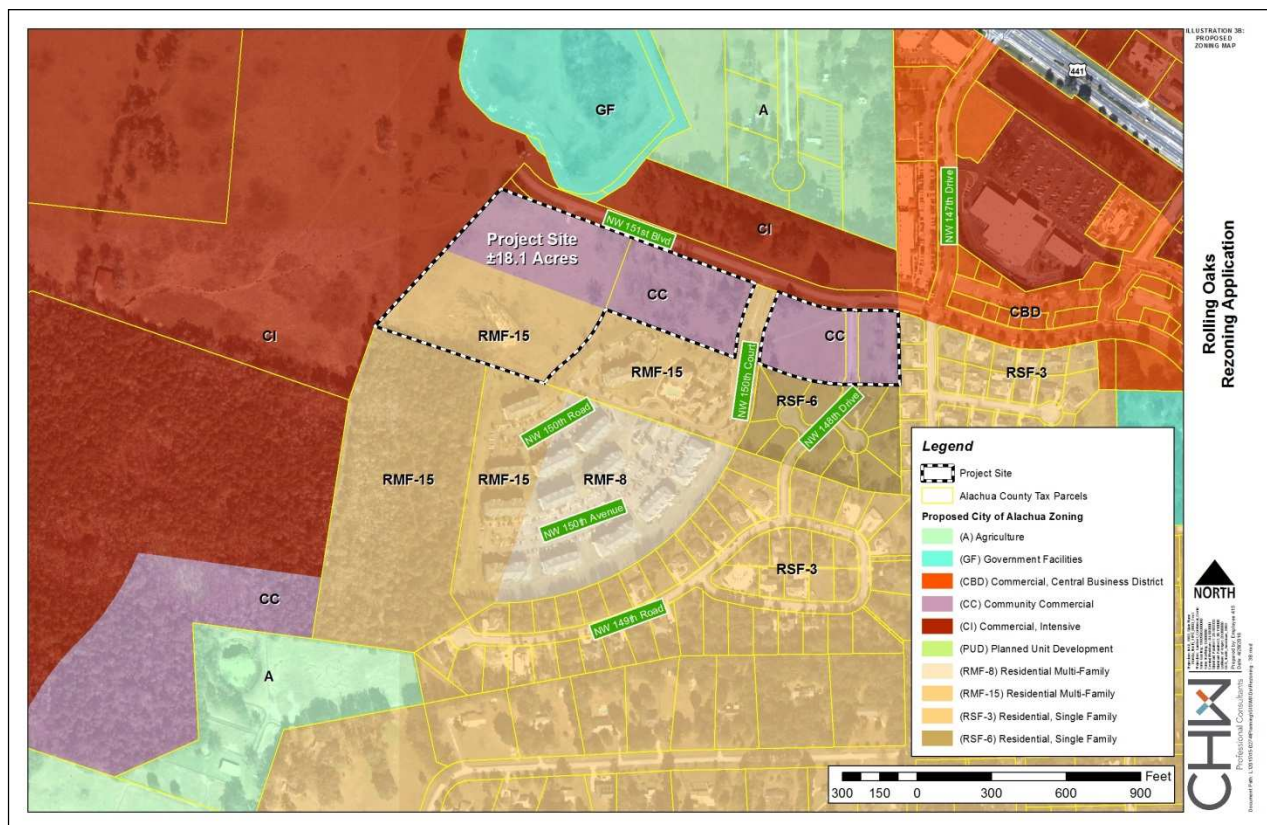 ILLUSTRATION 3B:
PROPOSED
ZONING MAP
441
GF
A
NW 147th Drive
NW 151st Blvd
CI
Project Site
±18.1 Acres
CC
CC
CBD
CI
RMF-15
RMF-15
NW 150th Court
RSF-3
RSF-6
NW 148th Drive
NW 150th Road
RMF-15
RMF-15
RMF-8
NW 150th Avenue
RSF-3
CC
NW 149th Road
A
Legend
Project Site
Alachua County Tax Parcels
Proposed City of Alachua Zoning
(A) Agriculture
(GF) Government Facilities
(CBD) Commercial, Central Business District
(CC) Community Commercial
(CI) Commercial, Intensive
(PUD) Planned Unit Development
(RMF-8) Residential Multi-Family
(RMF-15) Residential Multi-Family
(RSF-3) Residential, Single Family
(RSF-6) Residential, Single Family
300 150 0 300 600 900 Feet
Rolling Oaks
Rezoning Application
NORTH
CHW
Professional Consultants